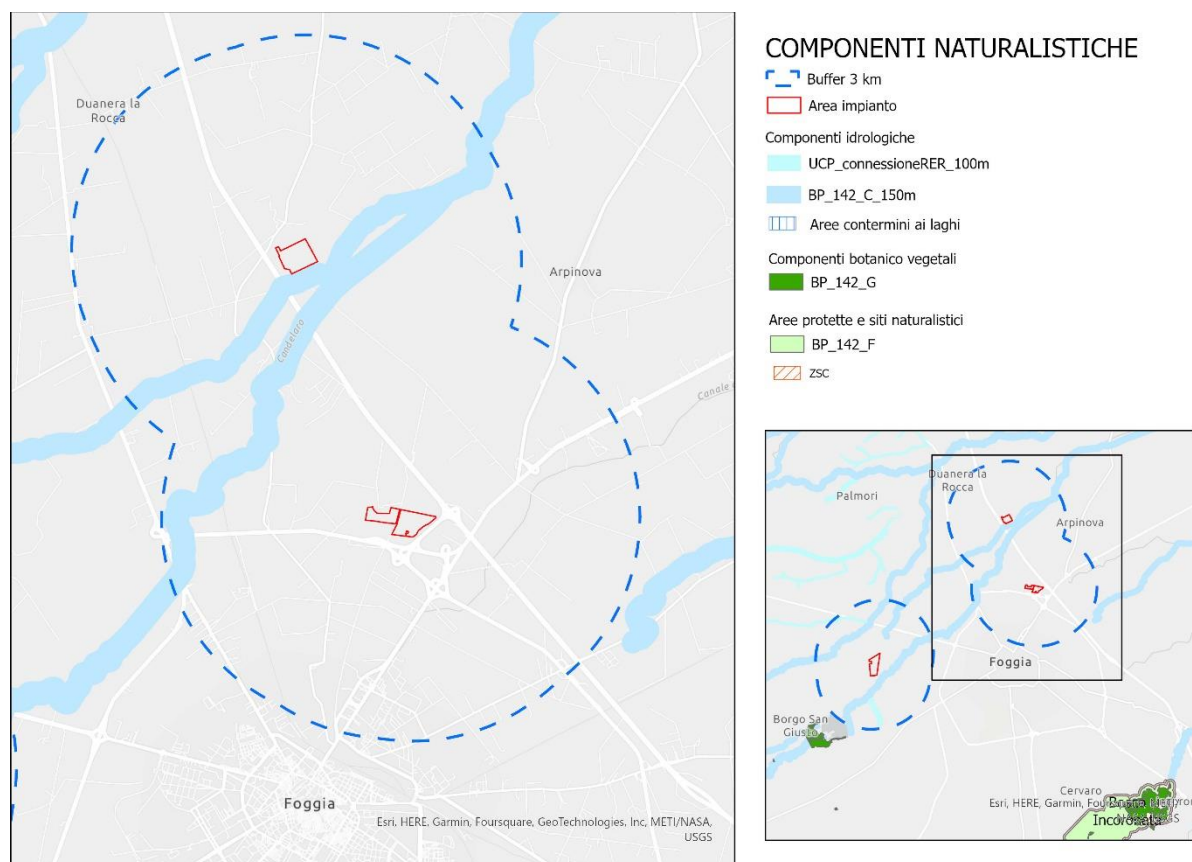 Duanera la
Rocca
Arpinova
Candelaro
Canale
Foggia
Esri, HERE, Garmin, Foursquare, GeoTechnologies, Inc, METI/NASA,
USGS
COMPONENTI NATURALISTICHE
Buffer 3 km
Area impianto
Componenti idrologiche
UCP_connessioneRER_100m
BP_142_C_150m
Aree contermini ai laghi
Componenti botanico vegetali
BP_142_G
Aree protette e siti naturalistici
BP_142_F
ZSC
Duanera la
Rocca
Palmori
Arpinova
Foggia
Borgo San
Giusto
Cervaro
Esri, HERE, Garmin,
Incoronata